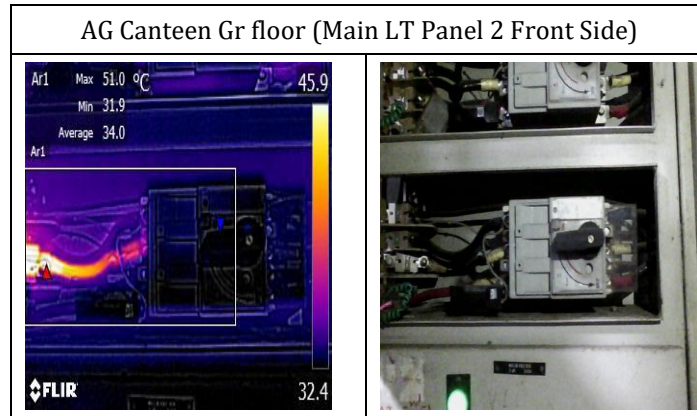 AG Canteen Gr floor (Main LT Panel 2 Front Side)
Ar1 Max 51.0 °C 45.9
Min 31.9
Average 34.0
Ar1
FLIR 32.4